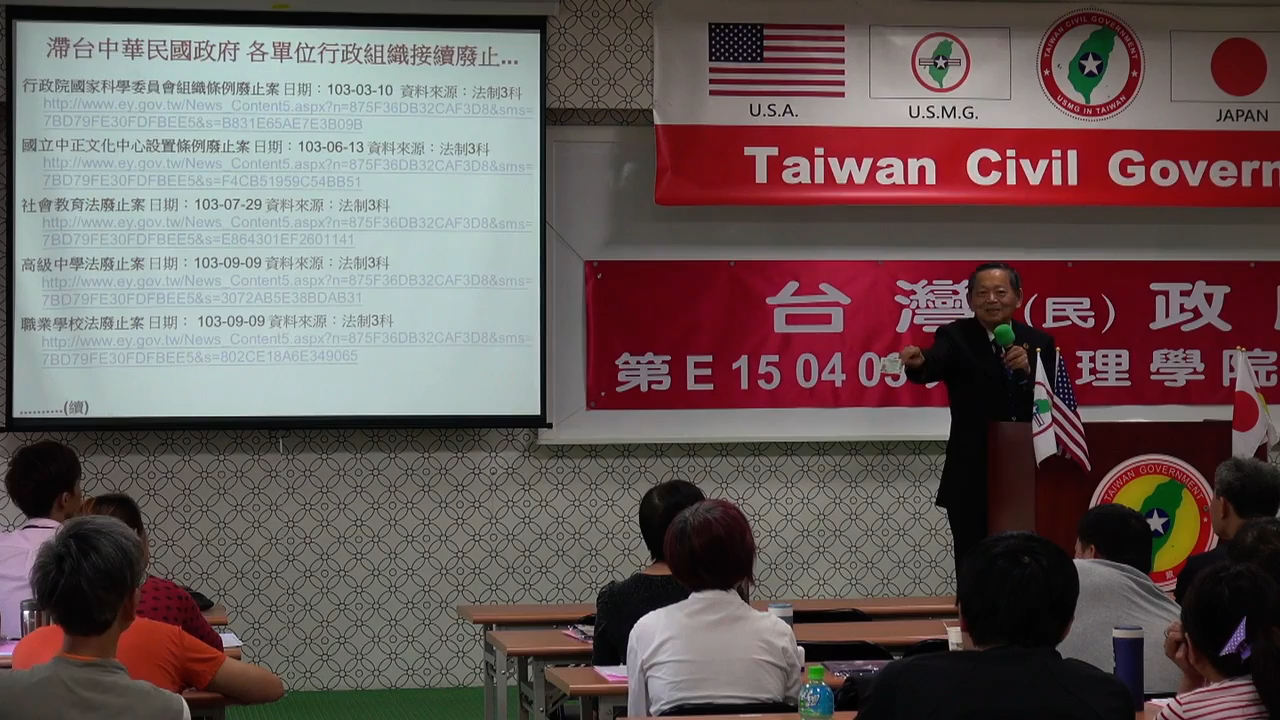 滯台中華民國政府 各單位行政組織接續廢止...
行政院國家科學委員會組織條例廢止案 日期：103-03-10 資料來源：法制3科
http://www.ey.gov.tw/News_Content5.aspx?n=875F36DB32CAF3D8&sms=
7BD79FE30FDFBEE5&s=B831E65AE7E3B09B
國立中正文化中心設置條例廢止案 日期：103-06-13 資料來源：法制3科
http://www.ey.gov.tw/News_Content5.aspx?n=875F36DB32CAF3D8&sms=
7BD79FE30FDFBEE5&s=F4CB51959C54BB51
社會教育法廢止案 日期：103-07-29 資料來源：法制3科
http://www.ey.gov.tw/News_Content5.aspx?n=875F36DB32CAF3D8&sms=
7BD79FE30FDFBEE5&s=E864301EF2601141
高級中學法廢止案 日期：103-09-09 資料來源：法制3科
http://www.ey.gov.tw/News_Content5.aspx?n=875F36DB32CAF3D8&sms=
7BD79FE30FDFBEE5&s=3072AB5E38BDAB31
職業學校法廢止案 日期： 103-09-09 資料來源：法制3科
http://www.ey.gov.tw/News_Content5.aspx?n=875F36DB32CAF3D8&sms=
7BD79FE30FDFBEE5&s=802CE18A6E349065
..........(續)
U.S.A.
U.S.M.G.
TAIWAN CIVIL GOVERNMENT
USMG IN TAIWAN
JAPAN
Taiwan Civil Govern
台灣(民)政
第E 15 04 0 理學院
TAIWAN GOVERNMENT